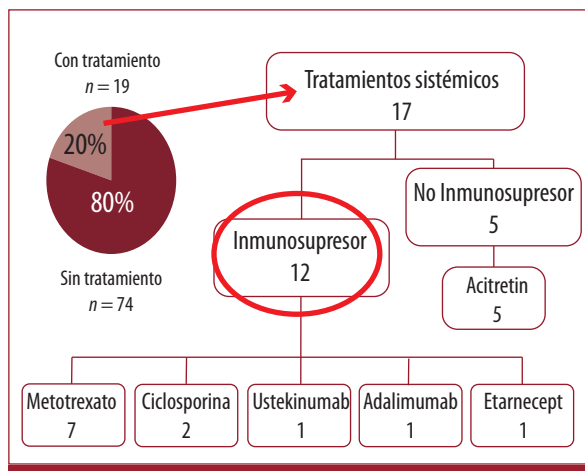 Con tratamiento
n = 19
20%
80%
Sin tratamiento
n = 74
Tratamientos sistémicos
17
Inmunosupresor
12
No Inmunosupresor
5
Acitretin
5
Metotrexato
7
Ciclosporina
2
Ustekinumab
1
Adalimumab
1
Etarnecept
1